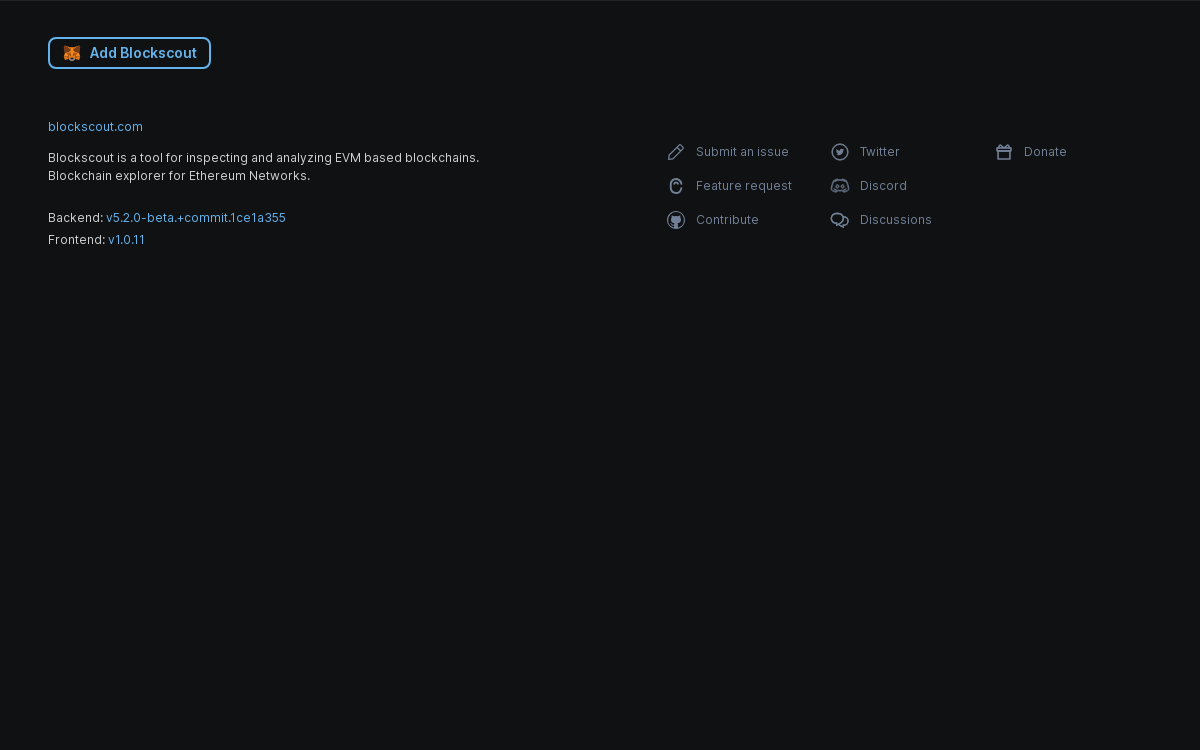 Add Blockscout
blockscout.com
Blockscout is a tool for inspecting and analyzing EVM based blockchains.
Blockchain explorer for Ethereum Networks.
Backend: v5.2.0-beta.+commit.1ce1a355
Frontend: v1.0.11
Submit an issue
Feature request
Contribute
Twitter
Discord
Discussions
Donate